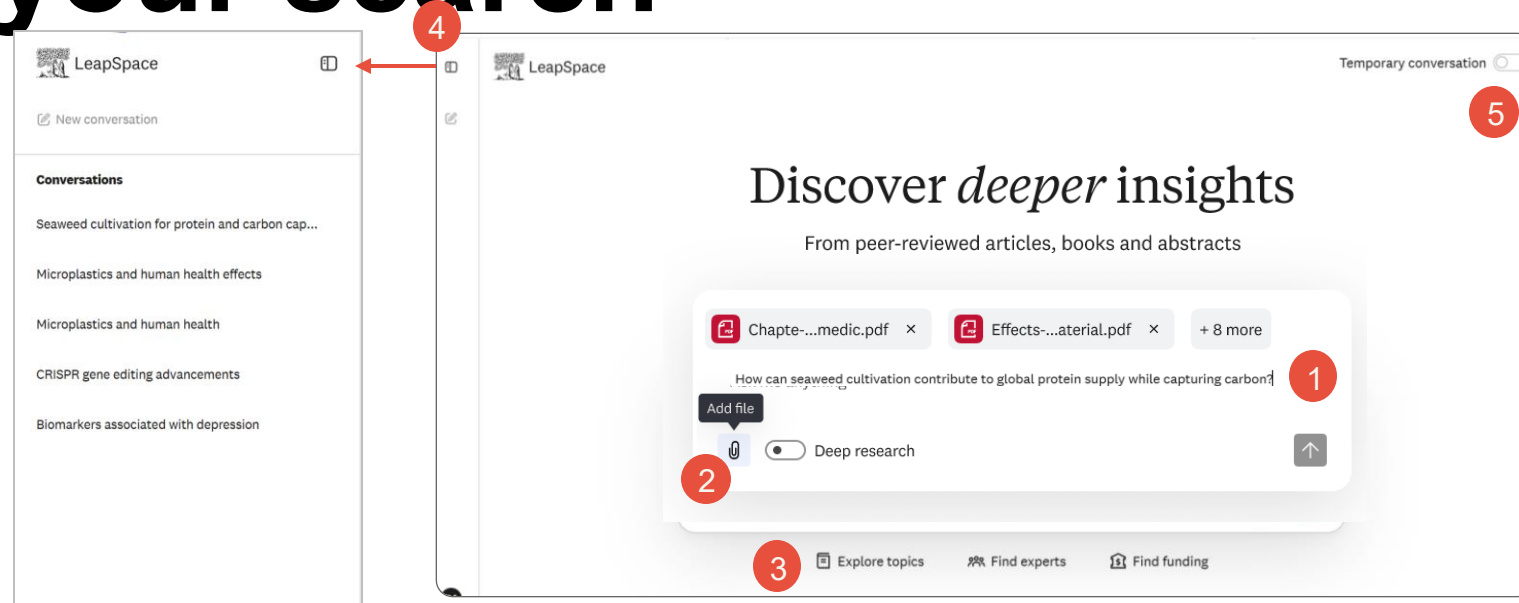 your search
4
LeapSpace
New conversation
Conversations
Seaweed cultivation for protein and carbon cap...
Microplastics and human health effects
Microplastics and human health
CRISPR gene editing advancements
Biomarkers associated with depression
LeapSpace
Temporary conversation
5
Discover deeper insights
From peer-reviewed articles, books and abstracts
Chapte-...medic.pdf ×
Effects-...aterial.pdf ×
+ 8 more
How can seaweed cultivation contribute to global protein supply while capturing carbon?
1
Add file
Deep research
2
3
Explore topics
Find experts
Find funding